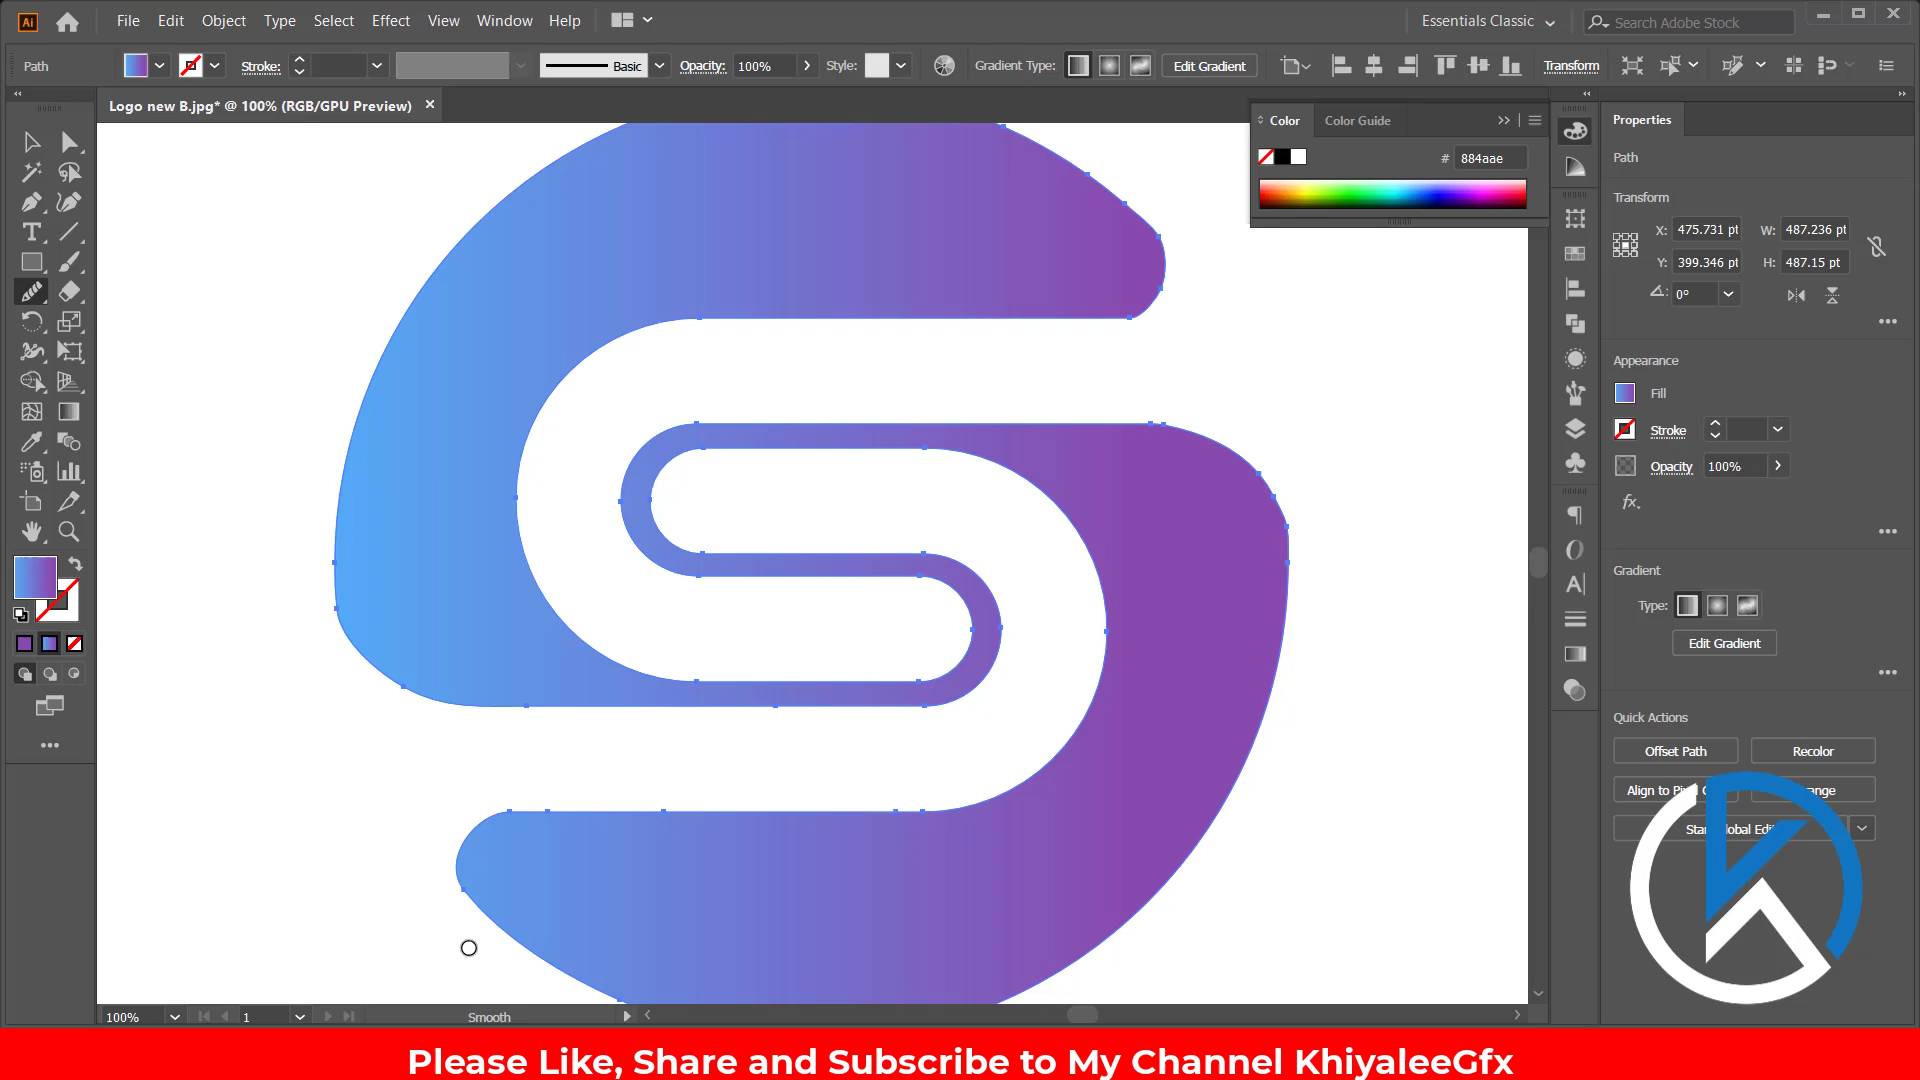 Ai File Edit Object Type Select Effect View Window Help Essentials Classic Search Adobe Stock
Path Stroke: Basic Opacity: 100% Style: Gradient Type: Edit Gradient Transform
Logo new B.jpg* @ 100% (RGB/GPU Preview)
Color Color Guide
# 884aae
Properties
Path
Transform
X: 475.731 pt W: 487.236 pt
Y: 399.346 pt H: 487.15 pt
0°
Appearance
Fill
Stroke
Opacity 100%
fx
Gradient
Type:
Edit Gradient
Quick Actions
Offset Path Recolor
Align to
Sta
100% 1 Smooth
Please Like, Share and Subscribe to My Channel KhiyaleeGfx